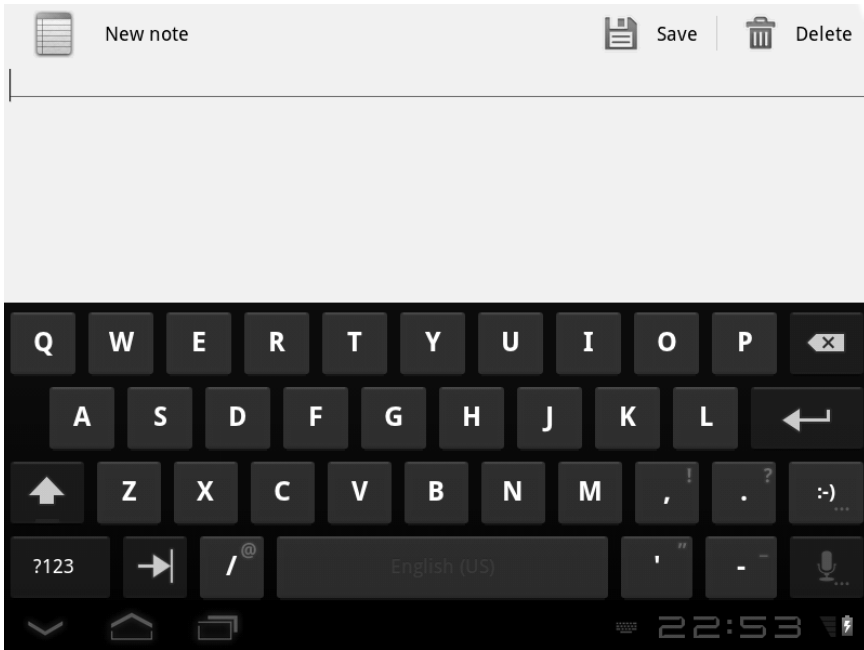 New note Save Delete
Q W E R T Y U I O P
A S D F G H J K L
Z X C V B N M , ! . ? :-) ...
?123 / @ English (US) ' " - _ ...
22:53